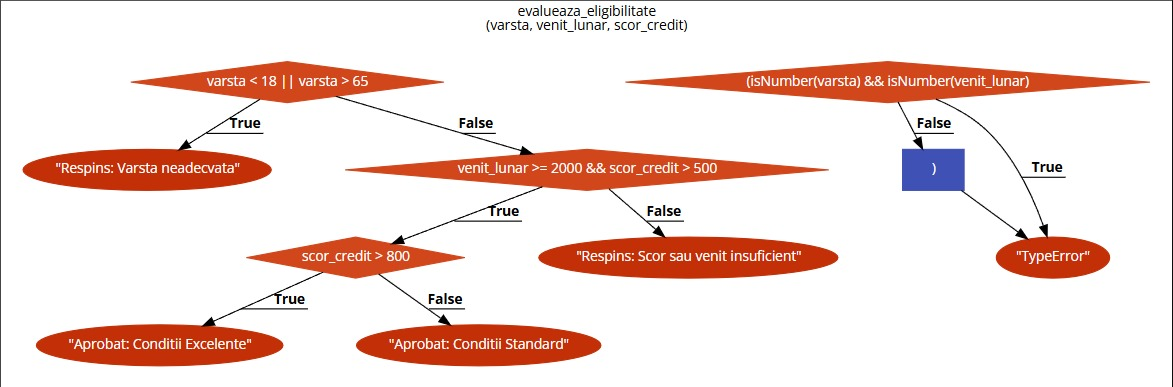 evalueaza_eligibilitate
(varsta, venit_lunar, scor_credit)
varsta < 18 || varsta > 65
(isNumber(varsta) && isNumber(venit_lunar)
True
False
False
"Respins: Varsta neadecvata"
venit_lunar >= 2000 && scor_credit > 500
)
True
True
False
scor_credit > 800
"Respins: Scor sau venit insuficient"
"TypeError"
True
False
"Aprobat: Conditii Excelente"
"Aprobat: Conditii Standard"